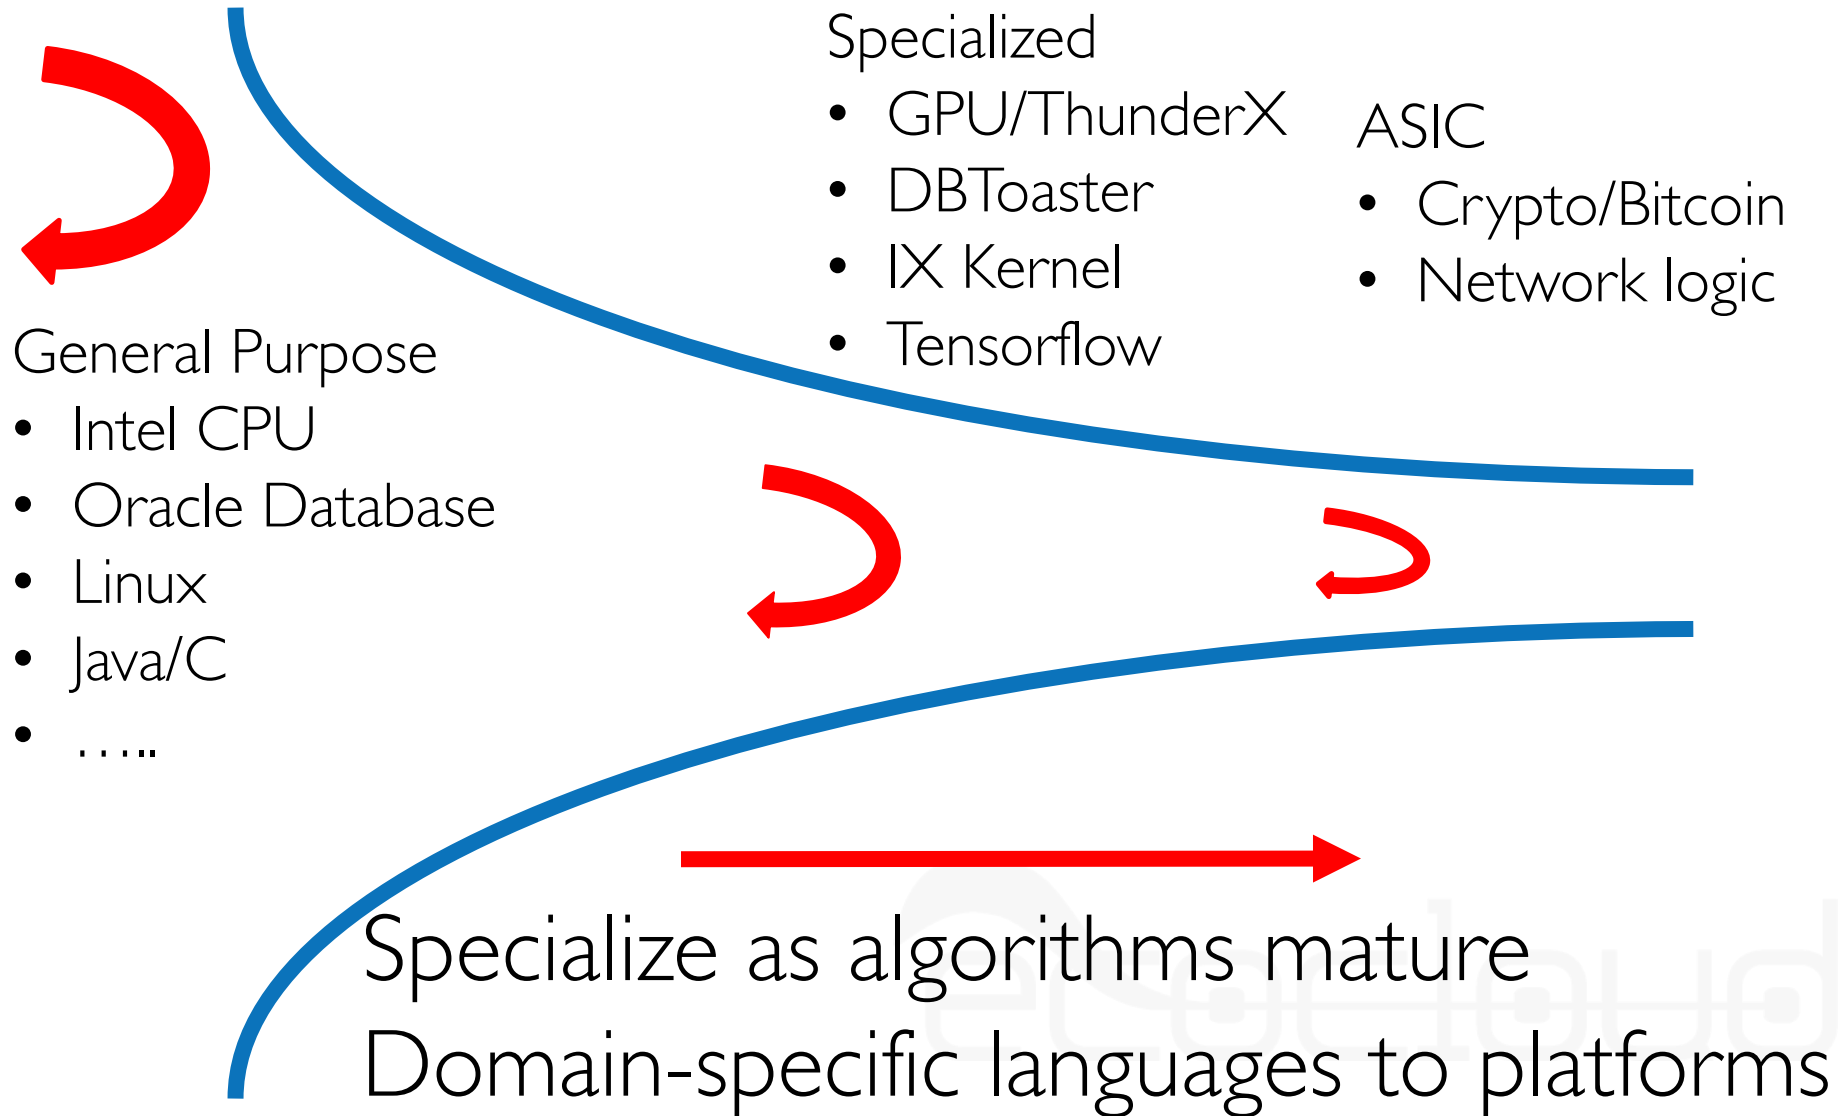 Specialized
• GPU/ThunderX
• DBToaster
• IX Kernel
• Tensorflow
ASIC
• Crypto/Bitcoin
• Network logic
General Purpose
• Intel CPU
• Oracle Database
• Linux
• Java/C
• …..
Specialize as algorithms mature
Domain-specific languages to platforms
ecocloud